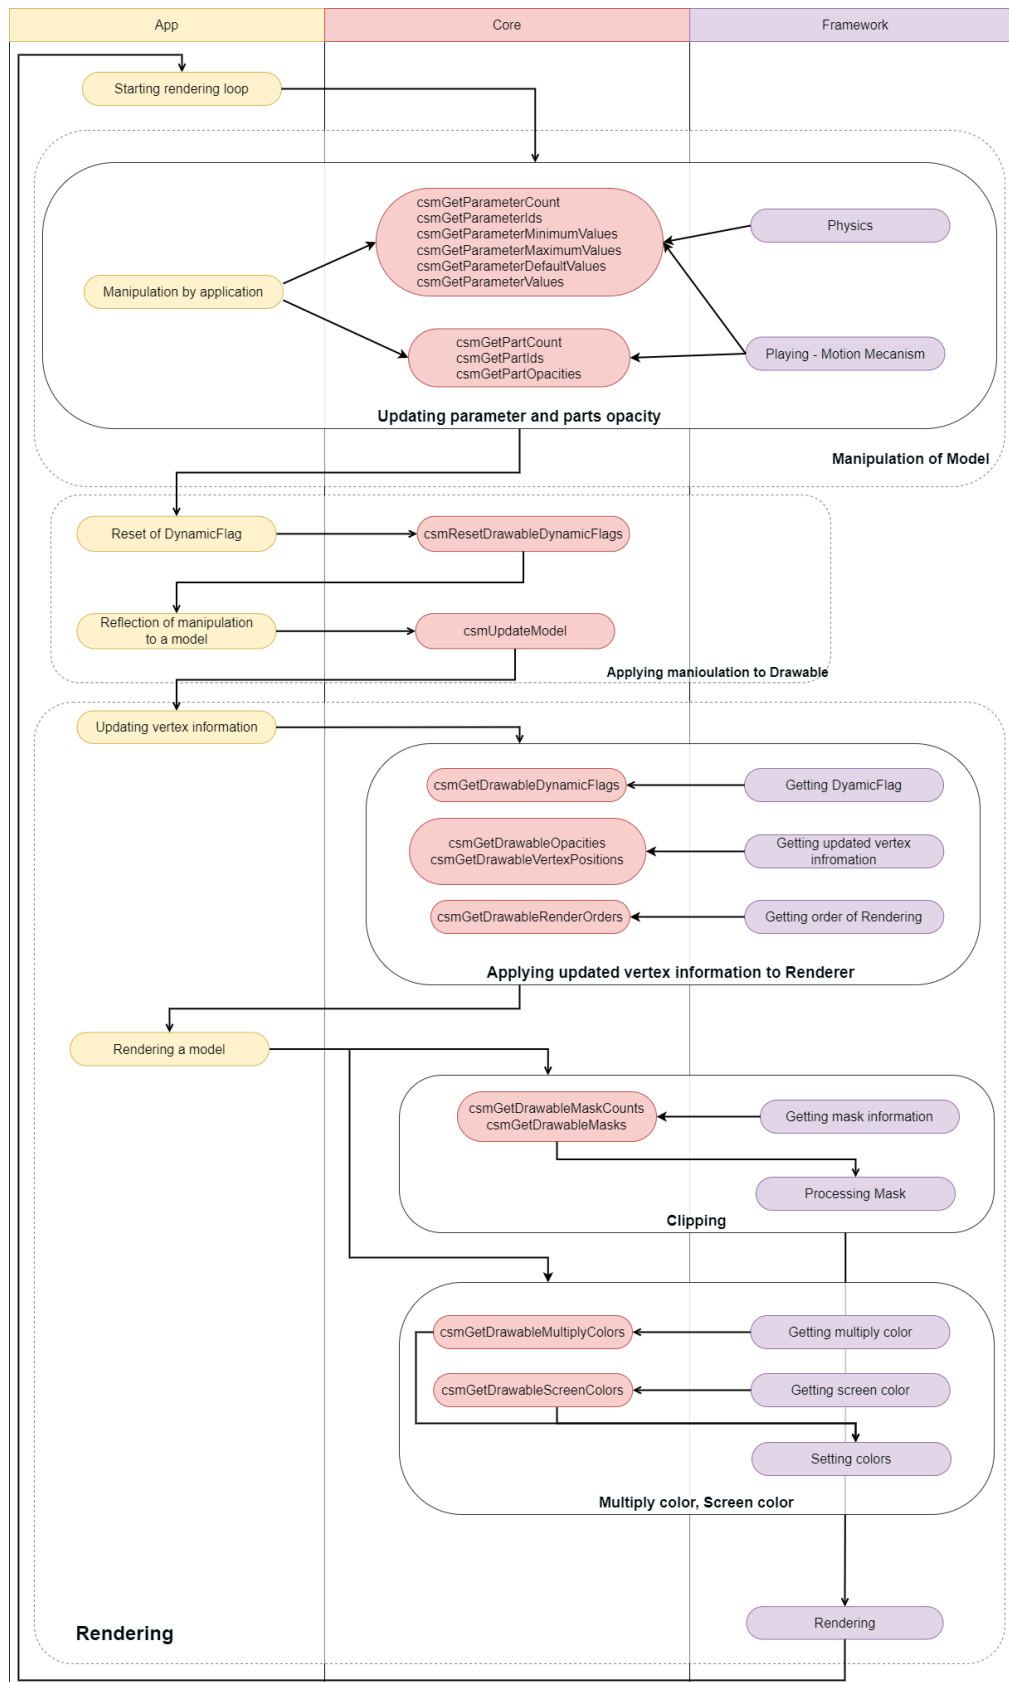 App
Core
Framework
Starting rendering loop
csmGetParameterCount
csmGetParameterIds
csmGetParameterMinimumValues
csmGetParameterMaximumValues
csmGetParameterDefaultValues
csmGetParameterValues
Physics
Manipulation by application
csmGetPartCount
csmGetPartIds
csmGetPartOpacities
Playing - Motion Mecanism
Updating parameter and parts opacity
Manipulation of Model
Reset of DynamicFlag
csmResetDrawableDynamicFlags
Reflection of manipulation
to a model
csmUpdateModel
Applying manioulation to Drawable
Updating vertex information
csmGetDrawableDynamicFlags
Getting DyamicFlag
csmGetDrawableOpacities
csmGetDrawableVertexPositions
Getting updated vertex
infromation
csmGetDrawableRenderOrders
Getting order of Rendering
Applying updated vertex information to Renderer
Rendering a model
csmGetDrawableMaskCounts
csmGetDrawableMasks
Getting mask information
Processing Mask
Clipping
csmGetDrawableMultiplyColors
Getting multiply color
csmGetDrawableScreenColors
Getting screen color
Setting colors
Multiply color, Screen color
Rendering
Rendering